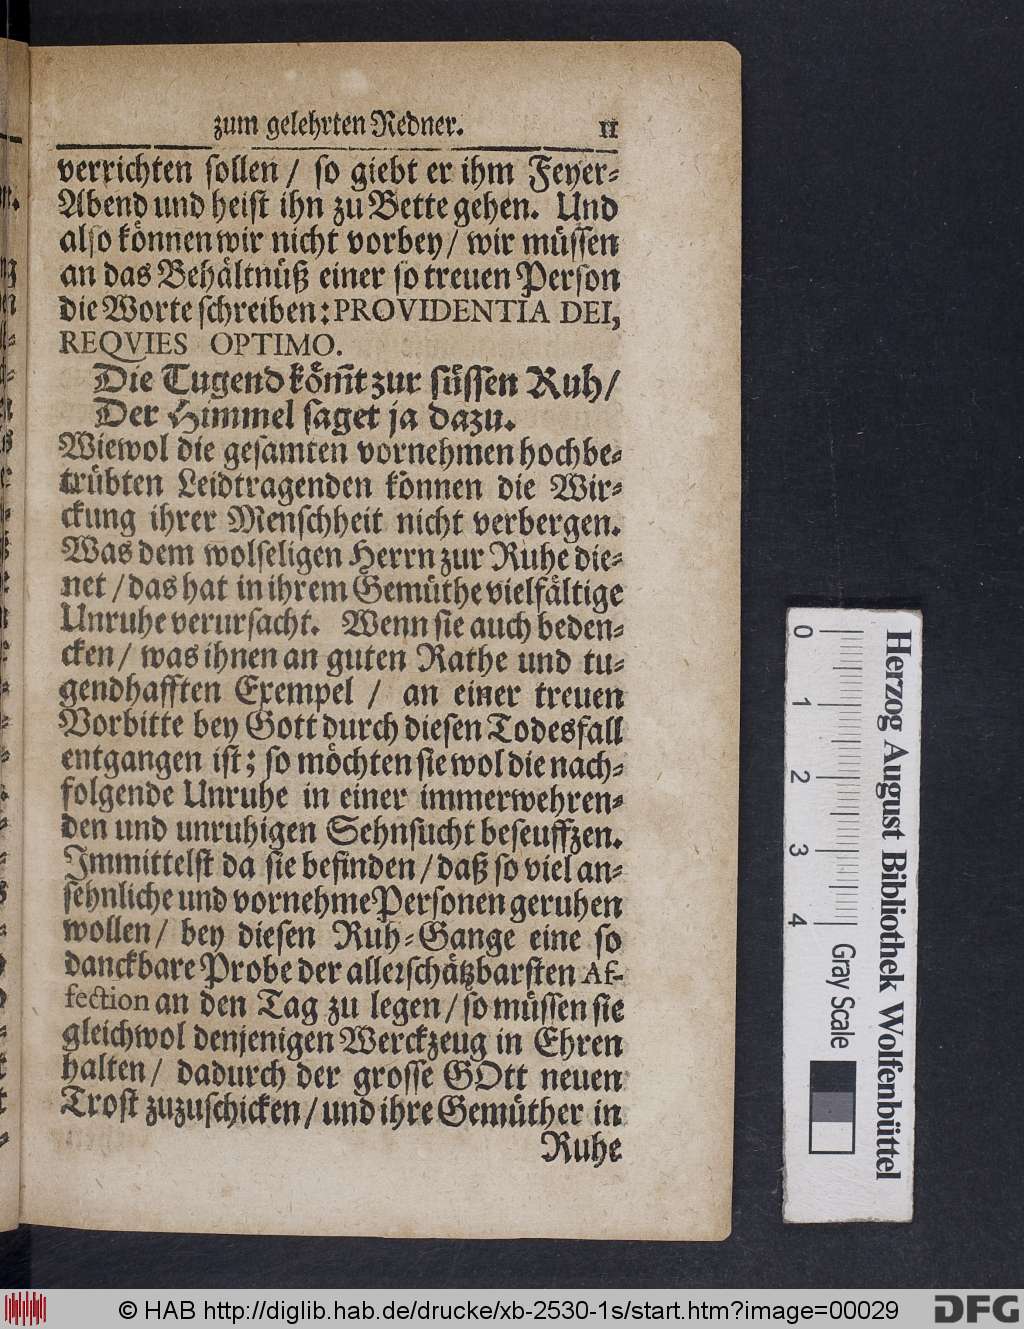 zum gelehrten Redner. 11
verrichten sollen / so giebt er ihm Feyer-
Abend und heist ihn zu Bette gehen. Und
also können wir nicht vorbey / wir müssen
an das Behältnüß einer so treuen Person
die Worte schreiben: PROVIDENTIA DEI,
REQVIES OPTIMO.
Die Tugend köm̃t zur süssen Ruh /
Der Himmel saget ja dazu.
Wiewol die gesamten vornehmen hochbe-
trübten Leidtragenden können die Wir-
ckung ihrer Menschheit nicht verbergen.
Was dem wolseligen Herrn zur Ruhe die-
net / das hat in ihrem Gemüthe vielfältige
Unruhe verursacht. Wenn sie auch beden-
cken / was ihnen an guten Rathe und tu-
gendhafften Exempel / an einer treuen
Vorbitte bey Gott durch diesen Todesfall
entgangen ist; so möchten sie wol die nach-
folgende Unruhe in einer immerwehren-
den und unruhigen Sehnsucht beseuffzen.
Immittelst da sie befinden / daß so viel an-
sehnliche und vornehme Personen geruhen
wollen / bey diesen Ruh-Gange eine so
danckbare Probe der allerschätzbarsten Af-
fection an den Tag zu legen / so müssen sie
gleichwol denjenigen Werckzeug in Ehren
halten / dadurch der grosse GOtt neuen
Trost zuzuschicken / und ihre Gemüther in
Ruhe
Herzog August Bibliothek Wolfenbüttel
0 1 2 3 4 Gray Scale
© HAB http://diglib.hab.de/drucke/xb-2530-1s/start.htm?image=00029
DFG